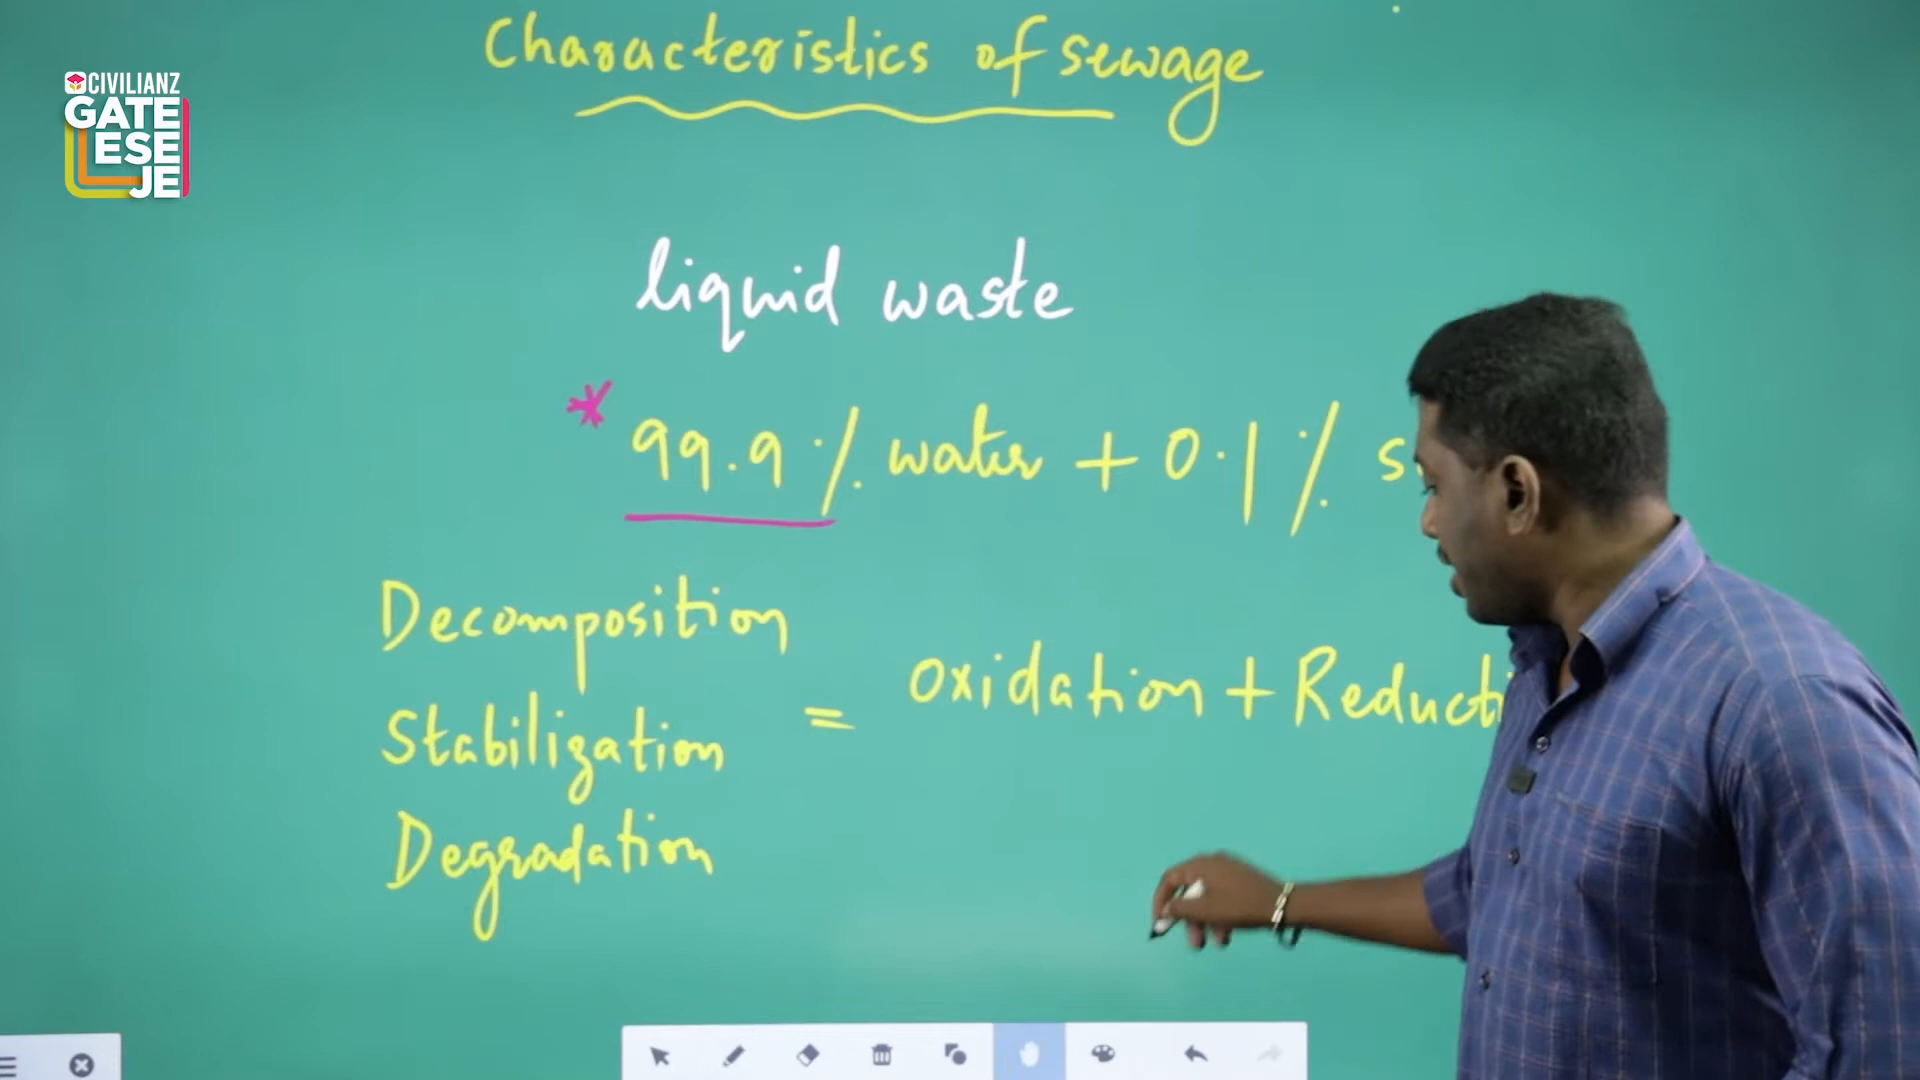 Characteristics of sewage
CIVILIANZ
GATE
ESE
JE
liquid waste
* 99.9% water + 0.1%
Decomposition
Oxidation + Reducti
Stabilization =
Degradation